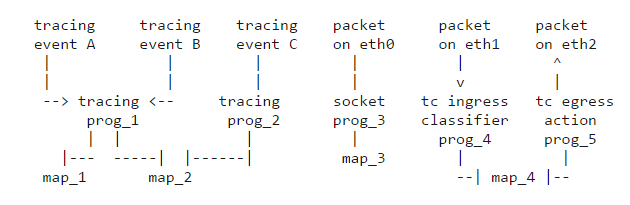 tracing tracing tracing packet packet packet
event A event B event C on eth0 on eth1 on eth2
| | | | | ^
| | | | v |
--> tracing <-- tracing socket tc ingress tc egress
prog_1 prog_2 prog_3 classifier action
| | | | prog_4 prog_5
|--- -----| |------| map_3 | |
map_1 map_2 --| map_4 |--